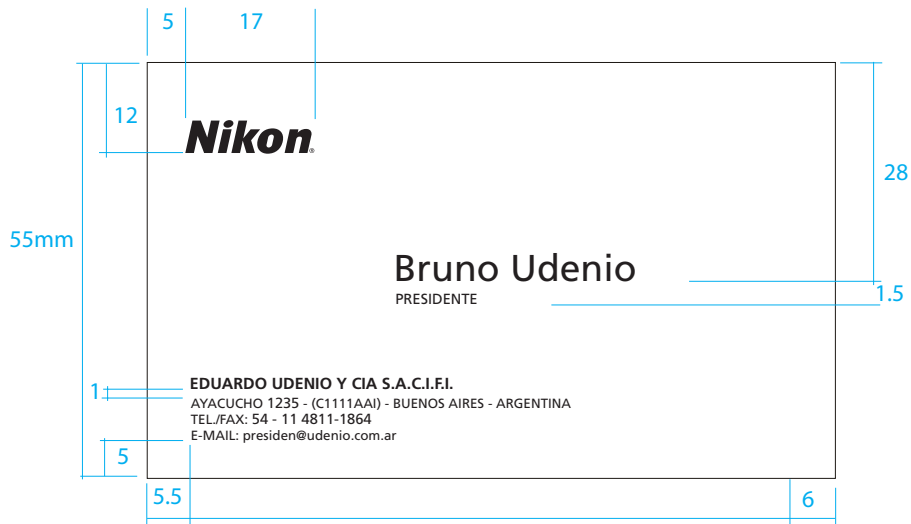 5 17
12
Nikon®
28
55mm
Bruno Udenio
1.5
PRESIDENTE
EDUARDO UDENIO Y CIA S.A.C.I.F.I.
1
AYACUCHO 1235 - (C1111AAI) - BUENOS AIRES - ARGENTINA
TEL./FAX: 54 - 11 4811-1864
E-MAIL: presiden@udenio.com.ar
5
5.5 6